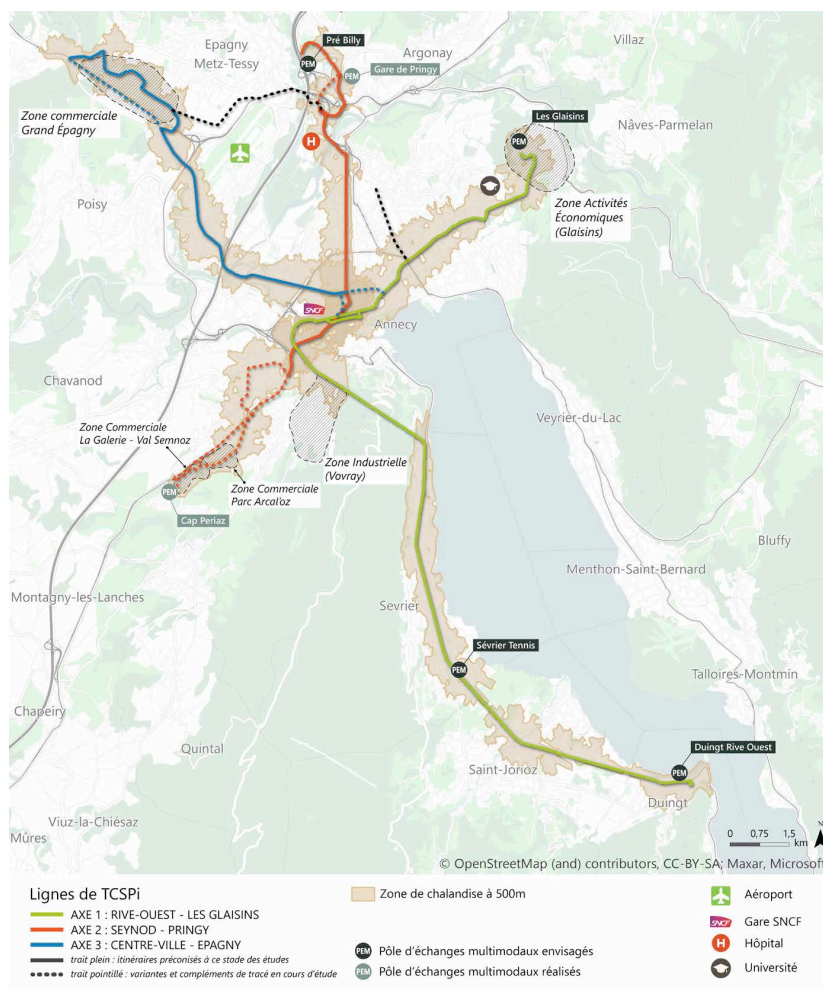 Villaz
Epagny
Metz-Tessy
Pré Billy
PEM
Argonay
PEM
Gare de Pringy
Zone commerciale
Grand Épagny
Les Glaisins
PEM
Nâves-Parmelan
H
Poisy
Zone Activités
Économiques
(Glaisins)
SNCF
Annecy
Chavanod
Veyrier-du-Lac
Zone Commerciale
La Galerie - Val Semnoz
Zone Industrielle
(Vovray)
Zone Commerciale
Parc Arcal'oz
PEM
Cap Periaz
Bluffy
Menthon-Saint-Bernard
Montagny-les-Lanches
Sevrier
Sévrier Tennis
PEM
Talloires-Montmin
Chapeiry
Quintal
Duingt Rive Ouest
PEM
Saint-Jorioz
Duingt
Viuz-la-Chiésaz
Mûres
N
0 0,75 1,5
km
© OpenStreetMap (and) contributors, CC-BY-SA; Maxar, Microsoft
Lignes de TCSPi
AXE 1 : RIVE-OUEST - LES GLAISINS
AXE 2 : SEYNOD - PRINGY
AXE 3 : CENTRE-VILLE - EPAGNY
trait plein : itinéraires préconisés à ce stade des études
trait pointillé : variantes et compléments de tracé en cours d'étude
Zone de chalandise à 500m
PEM Pôle d'échanges multimodaux envisagés
PEM Pôle d'échanges multimodaux réalisés
Aéroport
SNCF Gare SNCF
H Hôpital
Université